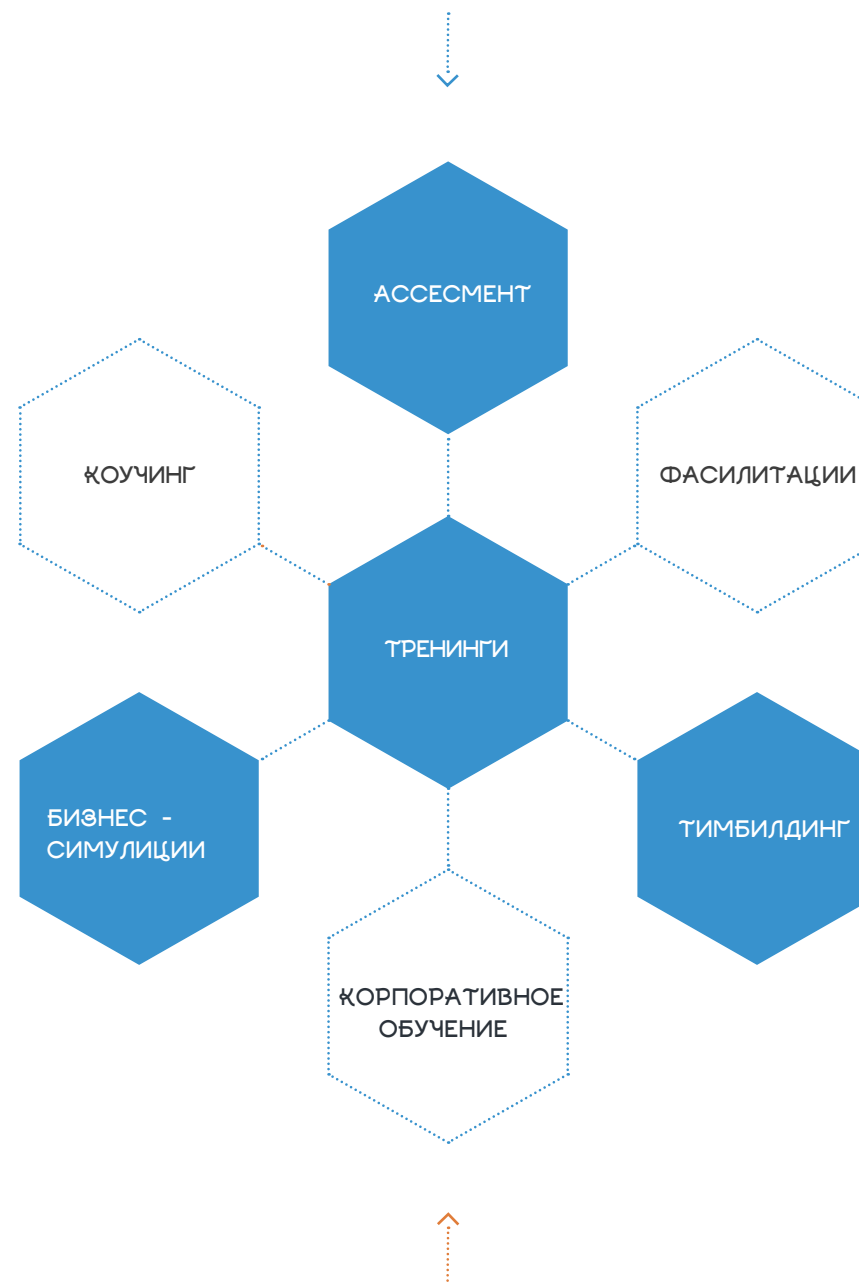 АССЕСМЕНТ
КОУЧИНГ
ФАСИЛИТАЦИИ
ТРЕНИНГИ
БИЗНЕС -
СИМУЛИЦИИ
ТИМБИЛДИНГ
КОРПОРАТИВНОЕ
ОБУЧЕНИЕ